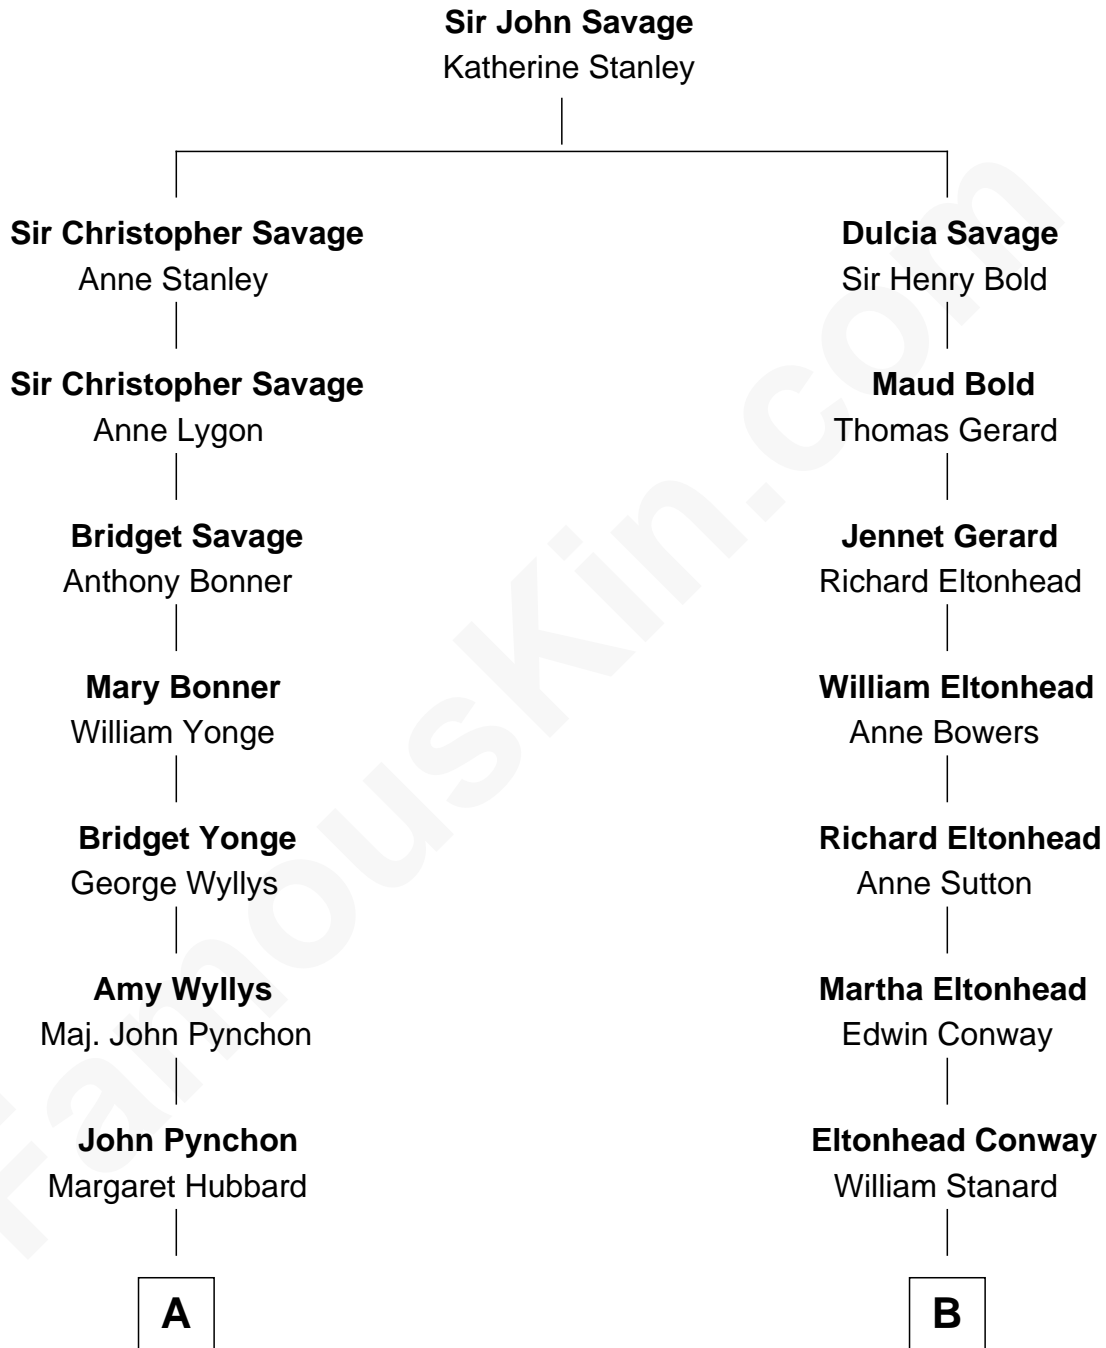 Sir John Savage
Katherine Stanley
Sir Christopher Savage
Anne Stanley
Sir Christopher Savage
Anne Lygon
Bridget Savage
Anthony Bonner
Mary Bonner
William Yonge
Bridget Yonge
George Wyllys
Amy Wyllys
Maj. John Pynchon
John Pynchon
Margaret Hubbard
A
Dulcia Savage
Sir Henry Bold
Maud Bold
Thomas Gerard
Jennet Gerard
Richard Eltonhead
William Eltonhead
Anne Bowers
Richard Eltonhead
Anne Sutton
Martha Eltonhead
Edwin Conway
Eltonhead Conway
William Stanard
B
FamousKin.com